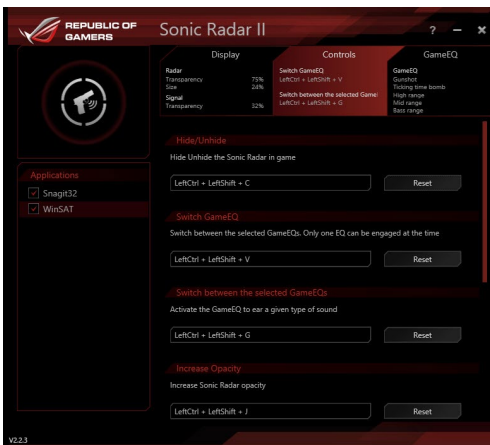 REPUBLIC OF
GAMERS
Sonic Radar II
?
Display
Controls
GameEQ
Radar
Transparency 75%
Size 24%
Signal
Transparency 32%
Switch GameEQ
LeftCtrl + LeftShift + V
Switch between the selected Game
LeftCtrl + LeftShift + G
GameEQ
Gunshot
Ticking time bomb
High range
Mid range
Bass range
Applications
Snagit32
WinSAT
Hide/Unhide
Hide Unhide the Sonic Radar in game
LeftCtrl + LeftShift + C
Reset
Switch GameEQ
Switch between the selected GameEQs. Only one EQ can be engaged at the time
LeftCtrl + LeftShift + V
Reset
Switch between the selected GameEQs
Activate the GameEQ to ear a given type of sound
LeftCtrl + LeftShift + G
Reset
Increase Opacity
Increase Sonic Radar opacity
LeftCtrl + LeftShift + J
Reset
V2.2.3